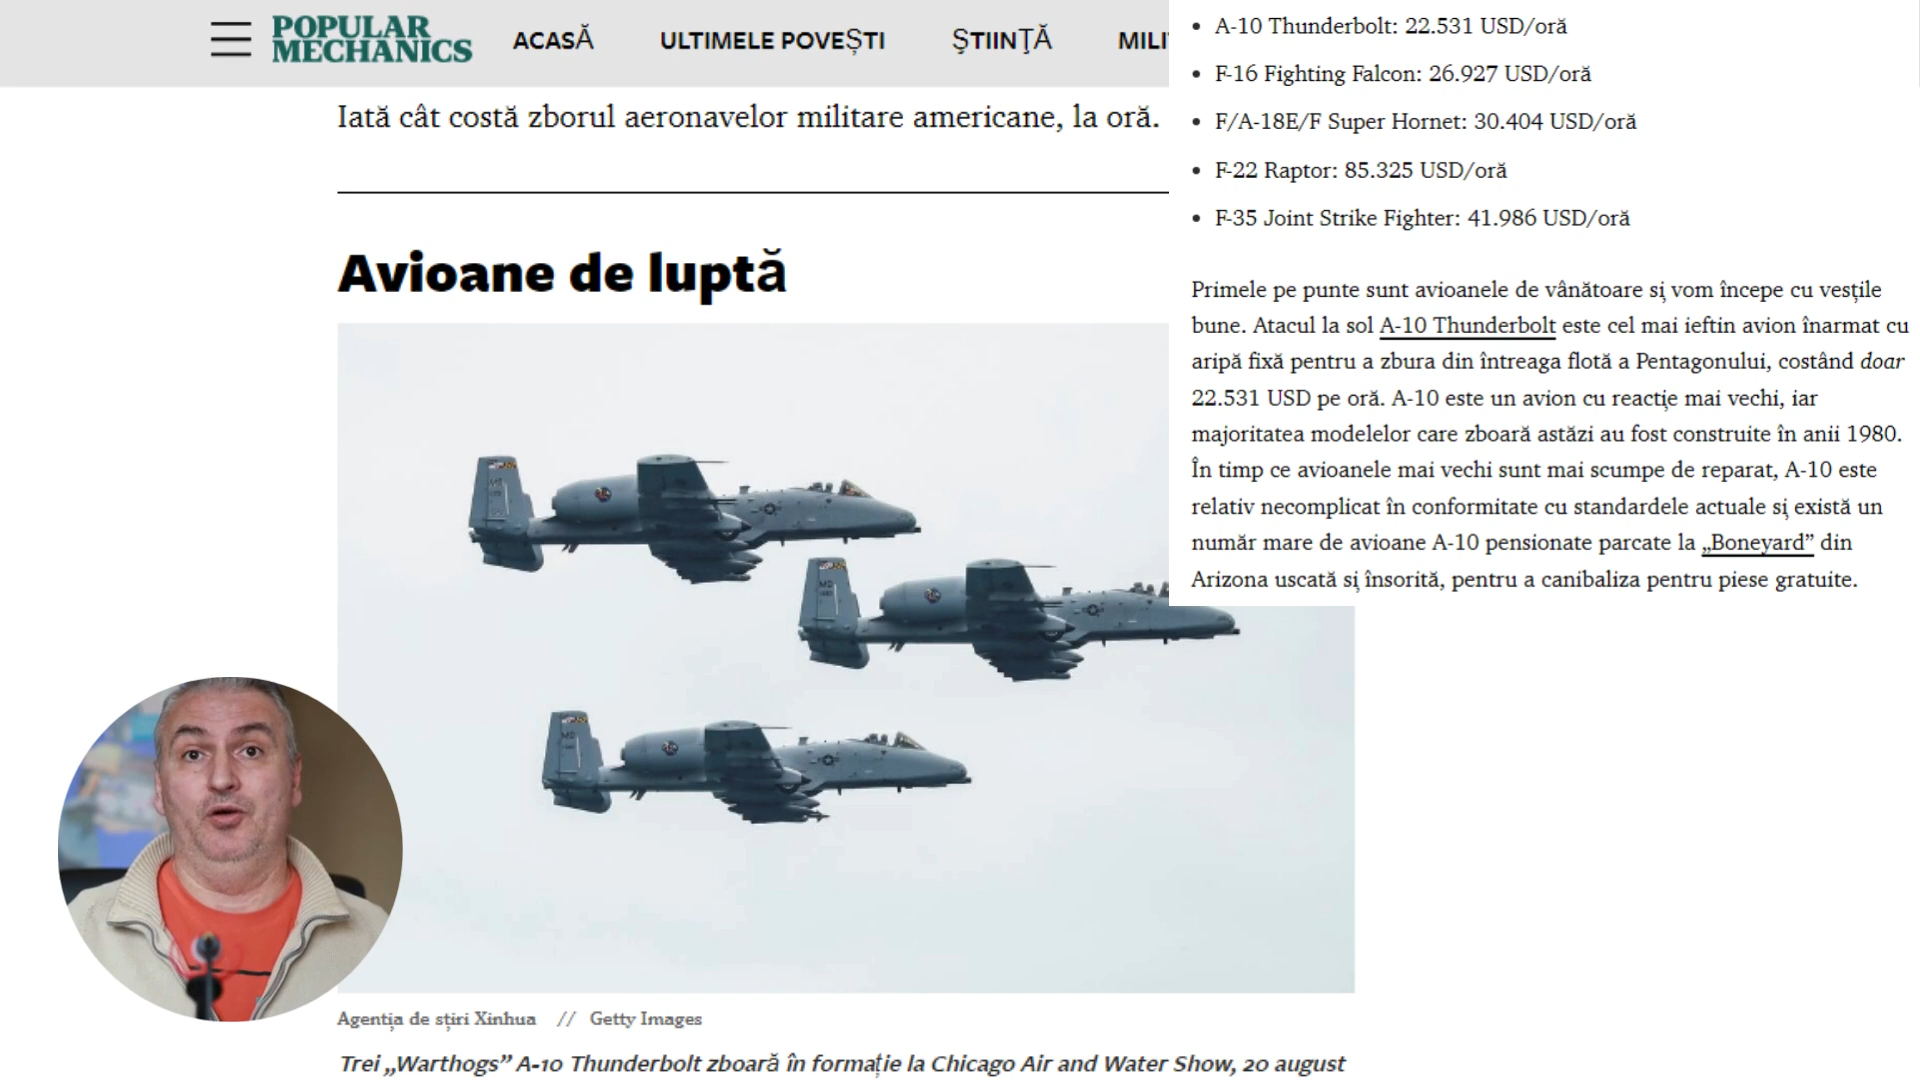 POPULAR
MECHANICS
ACASĂ
ULTIMELE POVEȘTI
ŞTIINŢĂ
Iată cât costă zborul aeronavelor militare americane, la oră.
Avioane de luptă
Agenția de știri Xinhua // Getty Images
Trei „Warthogs” A-10 Thunderbolt zboară în formație la Chicago Air and Water Show, 20 august
• A-10 Thunderbolt: 22.531 USD/oră
• F-16 Fighting Falcon: 26.927 USD/oră
• F/A-18E/F Super Hornet: 30.404 USD/oră
• F-22 Raptor: 85.325 USD/oră
• F-35 Joint Strike Fighter: 41.986 USD/oră
Primele pe punte sunt avioanele de vânătoare și vom începe cu veștile
bune. Atacul la sol A-10 Thunderbolt este cel mai ieftin avion înarmat cu
aripă fixă pentru a zbura din întreaga flotă a Pentagonului, costând doar
22.531 USD pe oră. A-10 este un avion cu reacție mai vechi, iar
majoritatea modelelor care zboară astăzi au fost construite în anii 1980.
În timp ce avioanele mai vechi sunt mai scumpe de reparat, A-10 este
relativ necomplicat în conformitate cu standardele actuale și există un
număr mare de avioane A-10 pensionate parcate la „Boneyard” din
Arizona uscată și însorită, pentru a canibaliza pentru piese gratuite.